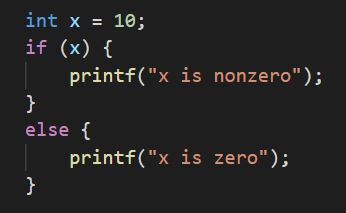 int x = 10;
if (x) {
    printf("x is nonzero");
}
else {
    printf("x is zero");
}